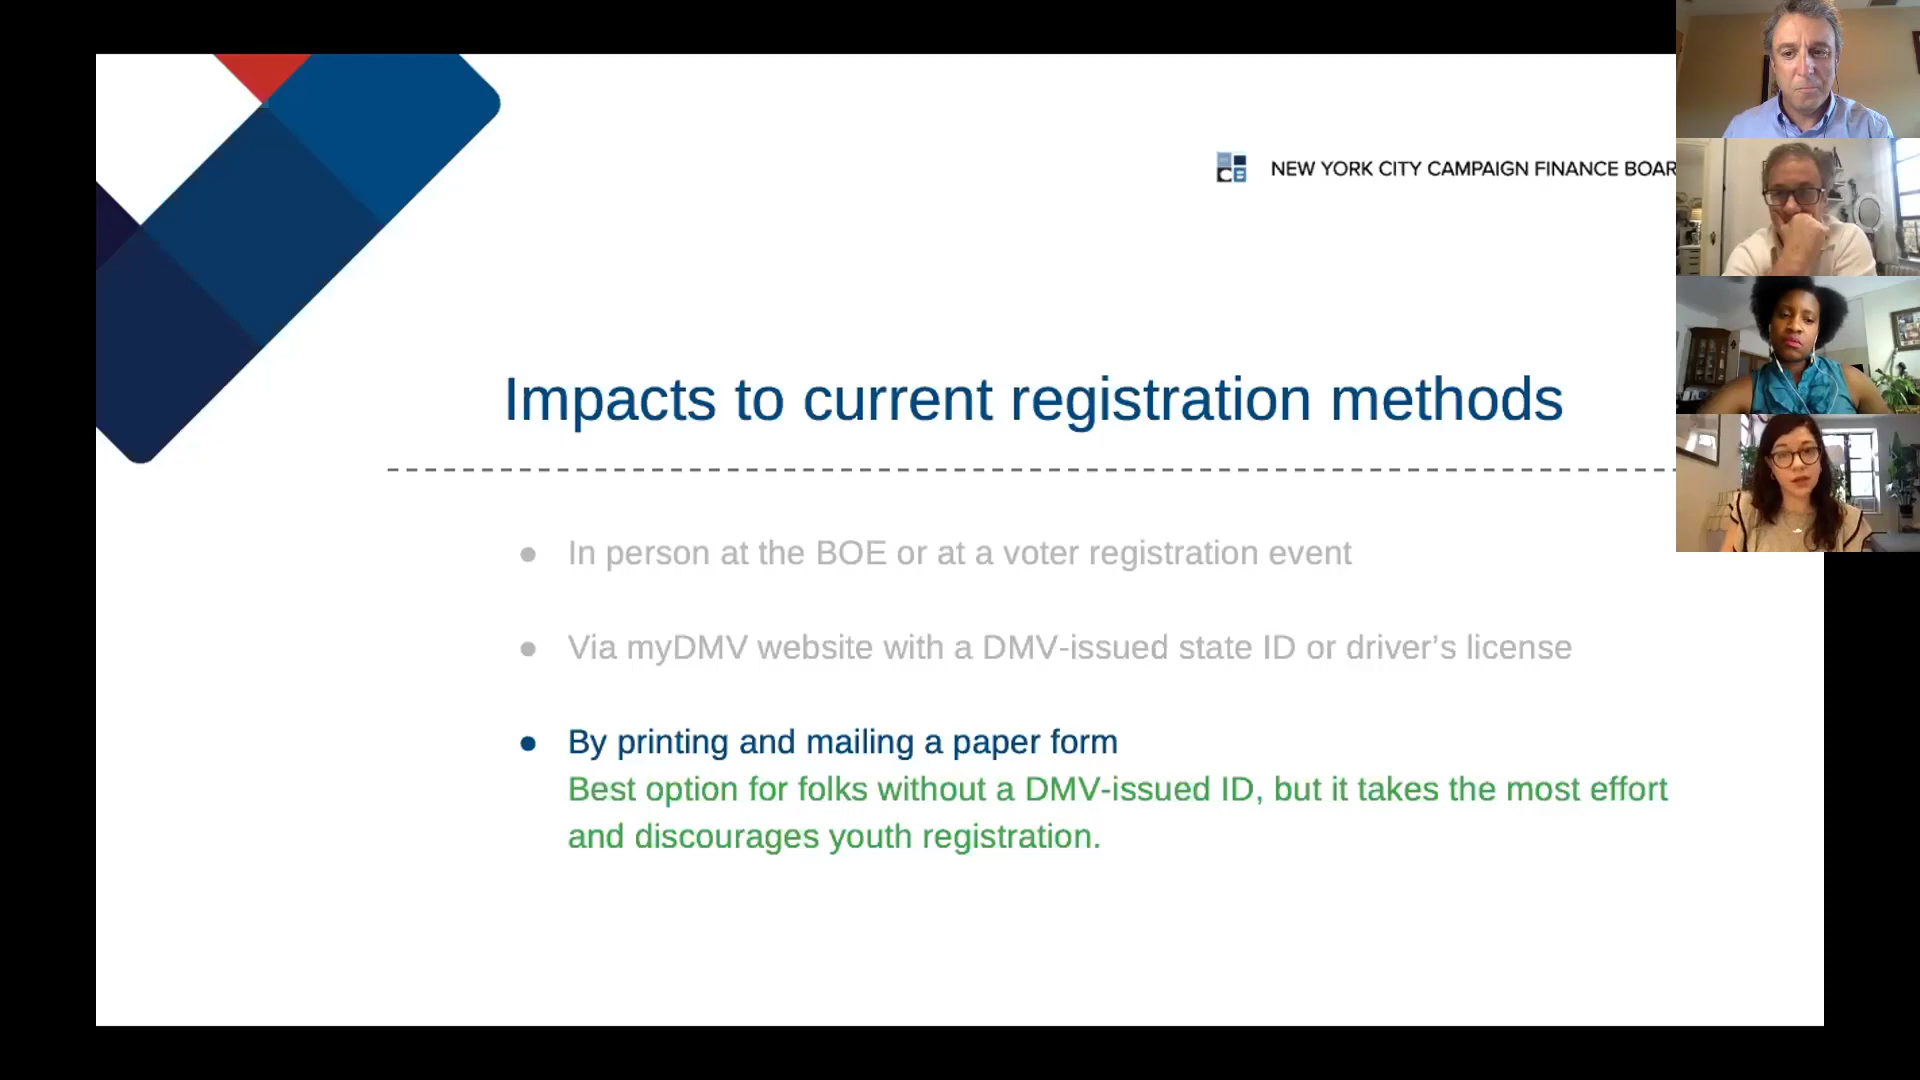 NEW YORK CITY CAMPAIGN FINANCE BOAR
Impacts to current registration methods
● In person at the BOE or at a voter registration event
● Via myDMV website with a DMV-issued state ID or driver’s license
● By printing and mailing a paper form
Best option for folks without a DMV-issued ID, but it takes the most effort
and discourages youth registration.